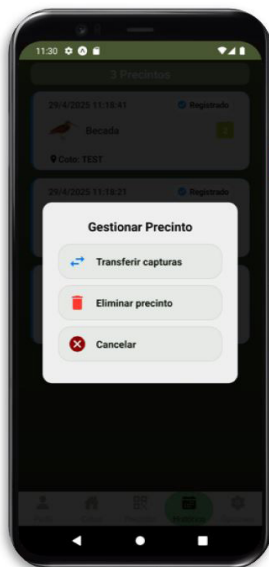 11:30
3 Precintos
29/4/2025 11:18:41 Registrado
Becada
Coto: TEST
29/4/2025 11:18:21 Registrado
Gestionar Precinto
Transferir capturas
Eliminar precinto
Cancelar